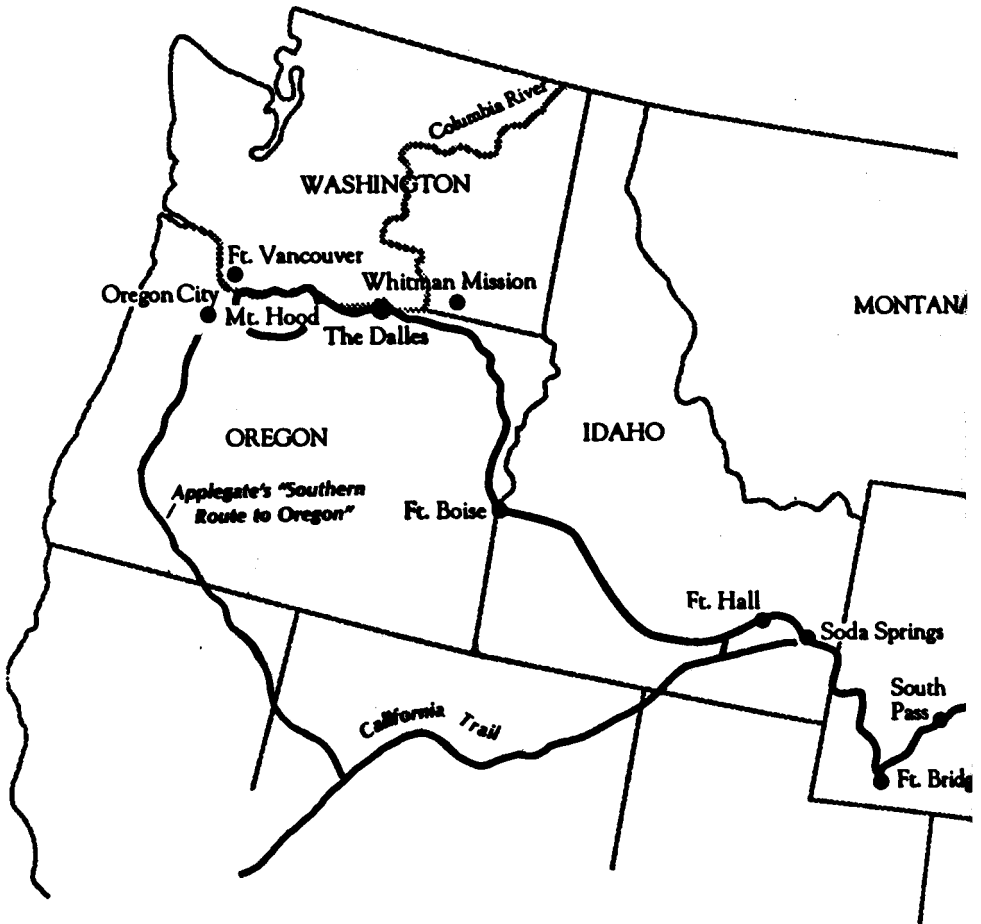 Columbia River
WASHINGTON
Ft. Vancouver
Whitman Mission
Oregon City
Mt. Hood
The Dalles
MONTANA
OREGON
IDAHO
Applegate's "Southern
Route to Oregon"
Ft. Boise
Ft. Hall
Soda Springs
South
Pass
California Trail
Ft. Bridg